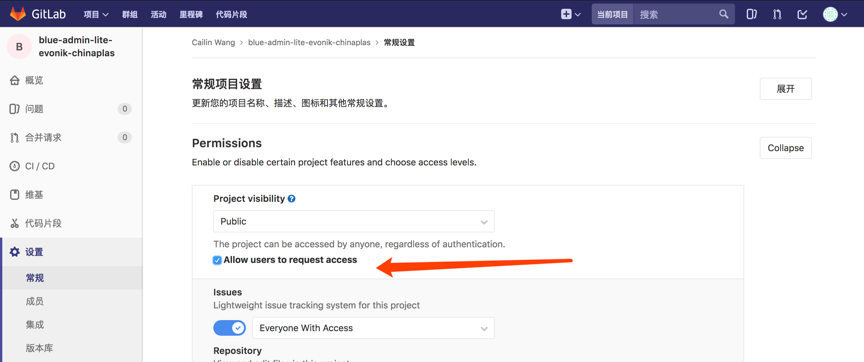 GitLab 项目 群组 活动 里程碑 代码片段 当前项目 搜索
B blue-admin-lite-evonik-chinaplas
概览
问题 0
合并请求 0
CI / CD
维基
代码片段
设置
常规
成员
集成
版本库
Cailin Wang > blue-admin-lite-evonik-chinaplas > 常规设置
常规项目设置
展开
更新您的项目名称、描述、图标和其他常规设置。
Permissions
Collapse
Enable or disable certain project features and choose access levels.
Project visibility ?
Public
The project can be accessed by anyone, regardless of authentication.
Allow users to request access
Issues
Lightweight issue tracking system for this project
Everyone With Access
Repository